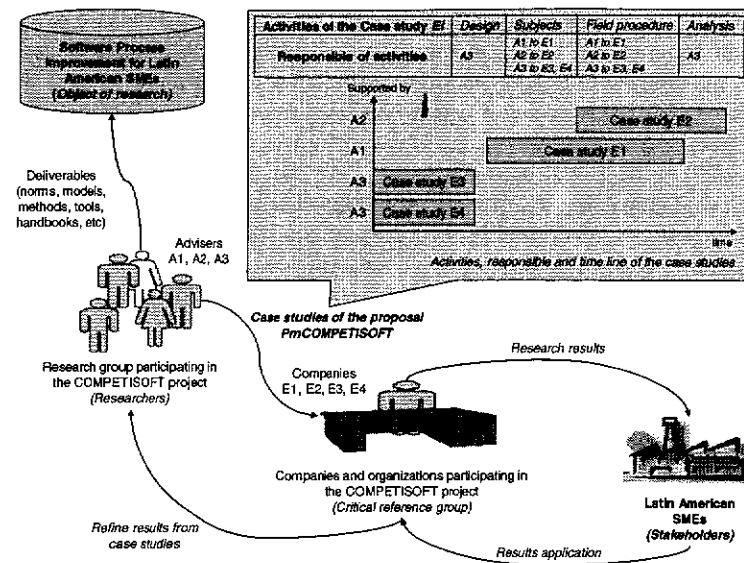 Software Process
Improvement for Latin
American SMEs
(Object of research)
Activities of the Case study Ei
Design
Subjects
Field procedure
Analysis
Responsible of activities
A3
A1 to E1
A2 to E2
A3 to E3, E4
A1 to E1
A2 to E2
A3 to E3, E4
A3
Supported by
A2
Case study E2
A1
Case study E1
A3
Case study E3
A3
Case study E4
time
Activities, responsible and time line of the case studies
Deliverables
(norms, models,
methods, tools,
handbooks, etc)
Advisers
A1, A2, A3
Case studies of the proposal
PmCOMPETISOFT
Research group participating in
the COMPETISOFT project
(Researchers)
Companies
E1, E2, E3, E4
Research results
Companies and organizations participating in
the COMPETISOFT project
(Critical reference group)
Latin American
SMEs
(Stakeholders)
Refine results from
case studies
Results application